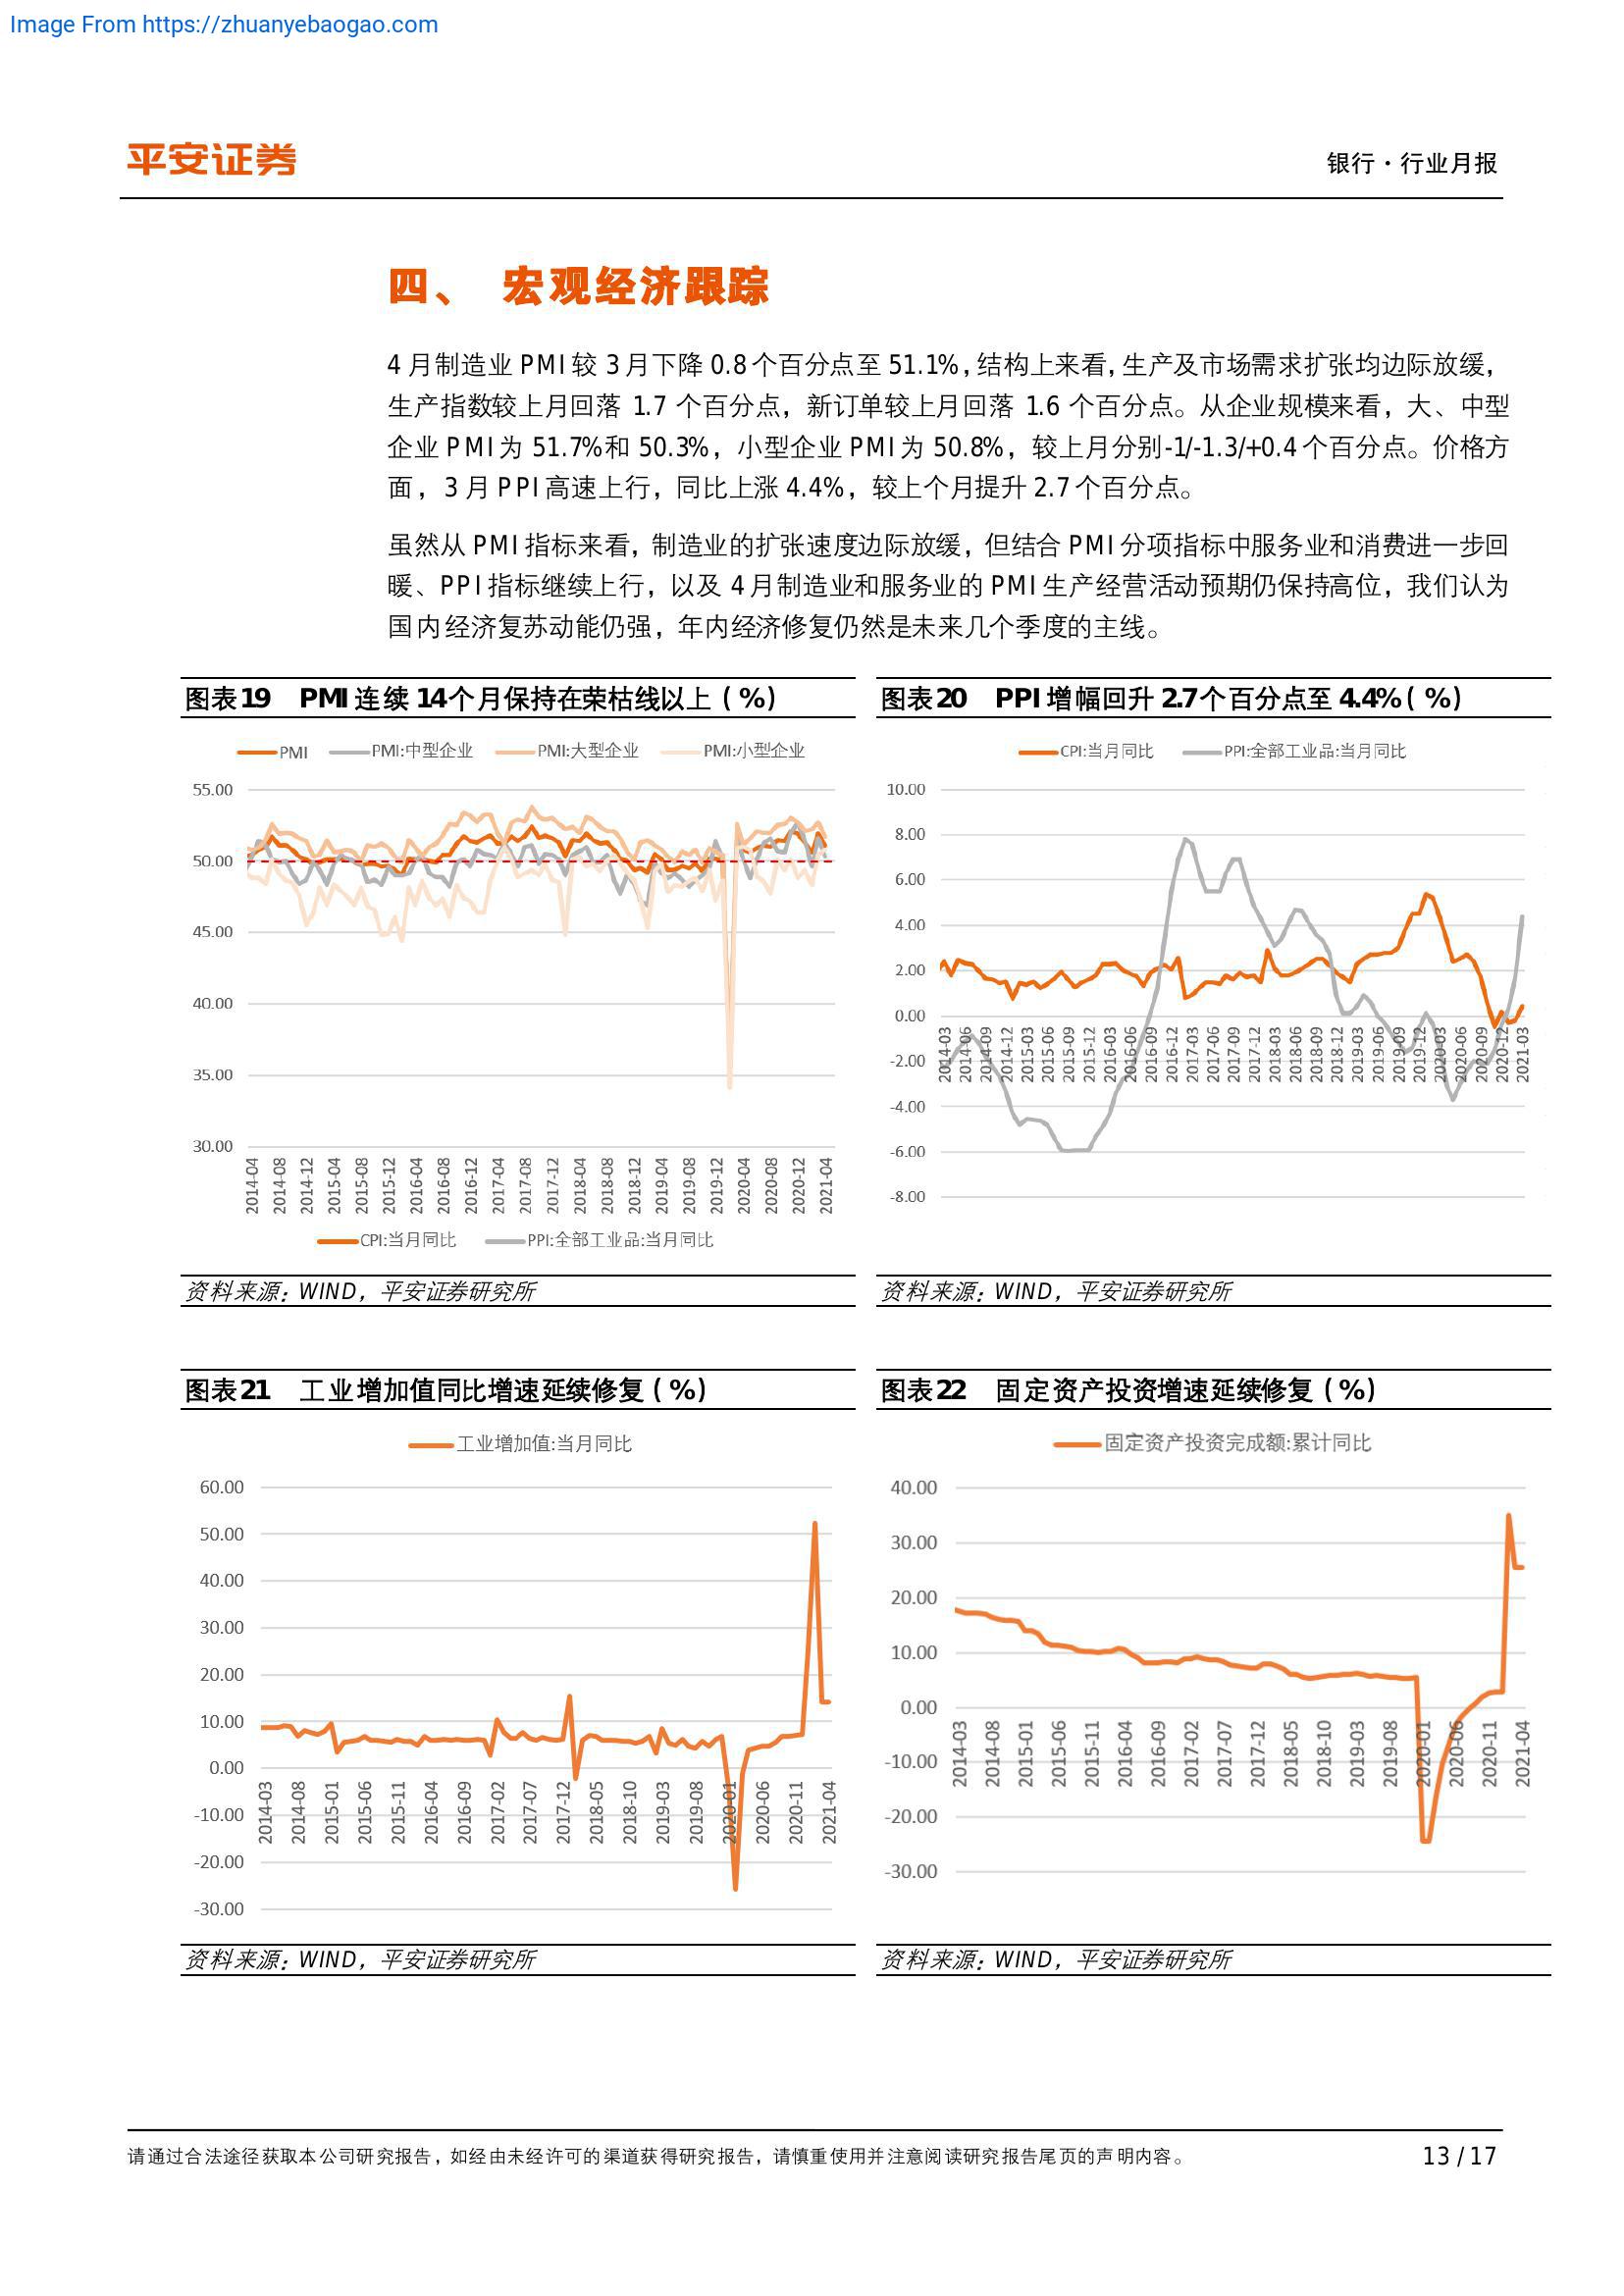 Image From https://zhuanyebaogao.com
平安证券
银行·行业月报
四、 宏观经济跟踪
4 月制造业 PMI 较 3 月下降 0.8 个百分点至 51.1%，结构上来看，生产及市场需求扩张均边际放缓，
生产指数较上月回落 1.7 个百分点，新订单较上月回落 1.6 个百分点。从企业规模来看，大、中型
企业 PMI 为 51.7%和 50.3%，小型企业 PMI 为 50.8%，较上月分别-1/-1.3/+0.4 个百分点。价格方
面，3 月 PPI 高速上行，同比上涨 4.4%，较上个月提升 2.7 个百分点。
虽然从 PMI 指标来看，制造业的扩张速度边际放缓，但结合 PMI 分项指标中服务业和消费进一步回
暖、PPI 指标继续上行，以及 4 月制造业和服务业的 PMI 生产经营活动预期仍保持高位，我们认为
国内经济复苏动能仍强，年内经济修复仍然是未来几个季度的主线。
图表19 PMI 连续 14个月保持在荣枯线以上（%）
PMI PMI:中型企业 PMI:大型企业 PMI:小型企业
55.00
50.00
45.00
40.00
35.00
30.00
2014-04 2014-08 2014-12 2015-04 2015-08 2015-12 2016-04 2016-08 2016-12 2017-04 2017-08 2017-12 2018-04 2018-08 2018-12 2019-04 2019-08 2019-12 2020-04 2020-08 2020-12 2021-04
CPI:当月同比 PPI:全部工业品:当月同比
资料来源：WIND，平安证券研究所
图表20 PPI 增幅回升 2.7个百分点至 4.4%（%）
CPI:当月同比 PPI:全部工业品:当月同比
10.00
8.00
6.00
4.00
2.00
0.00
-2.00
-4.00
-6.00
-8.00
2014-03 2014-06 2014-09 2014-12 2015-03 2015-06 2015-09 2015-12 2016-03 2016-06 2016-09 2016-12 2017-03 2017-06 2017-09 2017-12 2018-03 2018-06 2018-09 2018-12 2019-03 2019-06 2019-09 2019-12 2020-03 2020-06 2020-09 2020-12 2021-03
资料来源：WIND，平安证券研究所
图表21 工业增加值同比增速延续修复（%）
工业增加值:当月同比
60.00
50.00
40.00
30.00
20.00
10.00
0.00
-10.00
-20.00
-30.00
2014-03 2014-08 2015-01 2015-06 2015-11 2016-04 2016-09 2017-02 2017-07 2017-12 2018-05 2018-10 2019-03 2019-08 2020-01 2020-06 2020-11 2021-04
资料来源：WIND，平安证券研究所
图表22 固定资产投资增速延续修复（%）
固定资产投资完成额:累计同比
40.00
30.00
20.00
10.00
0.00
-10.00
-20.00
-30.00
2014-03 2014-08 2015-01 2015-06 2015-11 2016-04 2016-09 2017-02 2017-07 2017-12 2018-05 2018-10 2019-03 2019-08 2020-01 2020-06 2020-11 2021-04
资料来源：WIND，平安证券研究所
请通过合法途径获取本公司研究报告，如经由未经许可的渠道获得研究报告，请慎重使用并注意阅读研究报告尾页的声明内容。
13 / 17